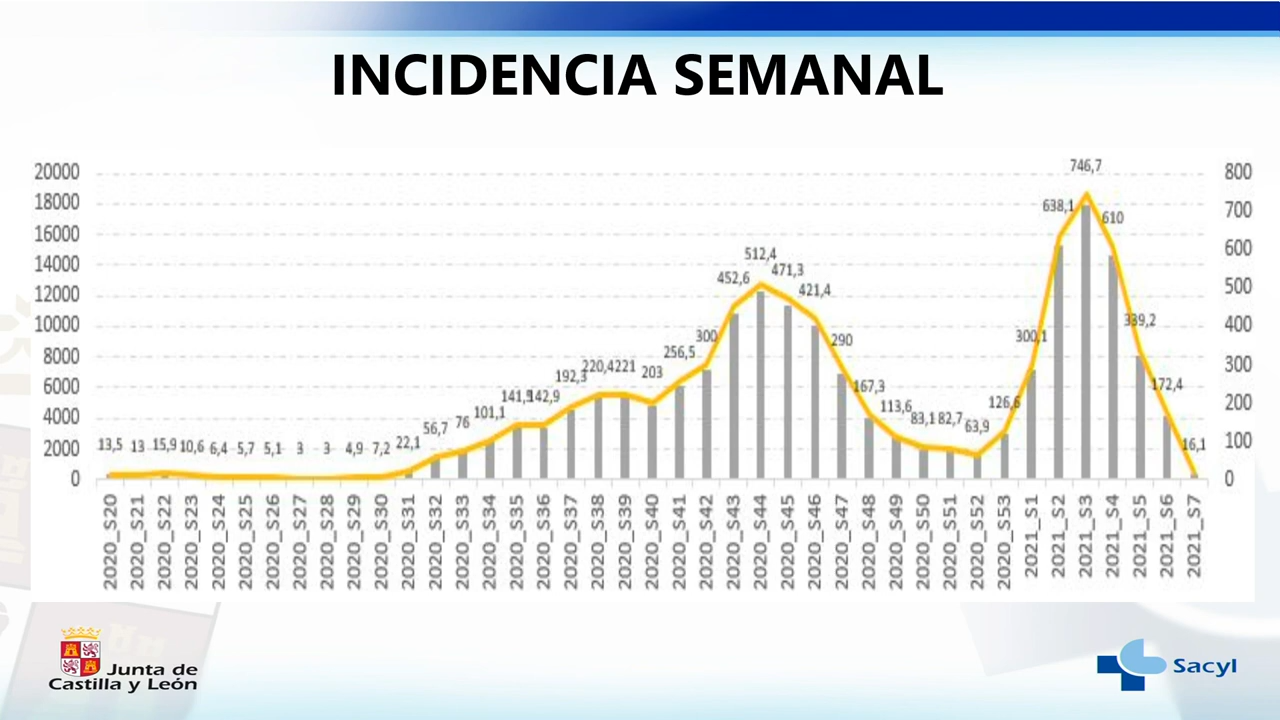 INCIDENCIA SEMANAL
20000
18000
16000
14000
12000
10000
8000
6000
4000
2000
0
800
700
600
500
400
300
200
100
0
13,5 13 15,9 10,6 6,4 5,7 5,1 3 3 4,9 7,2 22,1 56,7 76 101,1 141,9 142,9 192,3 220,4 221 203 256,5 300 452,6 512,4 471,3 421,4 290 167,3 113,6 83,1 82,7 63,9 126,6 300,1 638,1 746,7 610 339,2 172,4 16,1
2020_S20
2020_S21
2020_S22
2020_S23
2020_S24
2020_S25
2020_S26
2020_S27
2020_S28
2020_S29
2020_S30
2020_S31
2020_S32
2020_S33
2020_S34
2020_S35
2020_S36
2020_S37
2020_S38
2020_S39
2020_S40
2020_S41
2020_S42
2020_S43
2020_S44
2020_S45
2020_S46
2020_S47
2020_S48
2020_S49
2020_S50
2020_S51
2020_S52
2020_S53
2021_S1
2021_S2
2021_S3
2021_S4
2021_S5
2021_S6
2021_S7
Junta de
Castilla y León
Sacyl